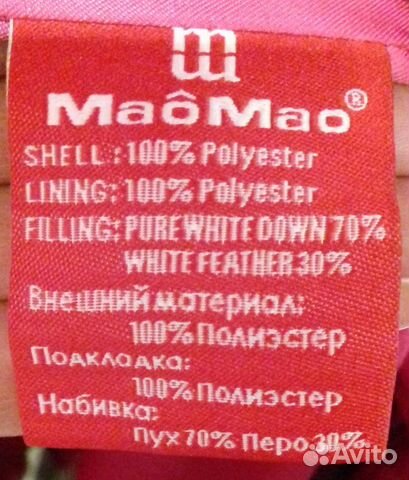 MaôMao®
SHELL :100% Polyester
LINING: 100% Polyester
FILLING: PURE WHITE DOWN 70%
WHITE FEATHER 30%
Внешний материал:
100% Полиэстер
Подкладка:
100% Полиэстер
Набивка:
Пух 70% Перо 30%
Avito